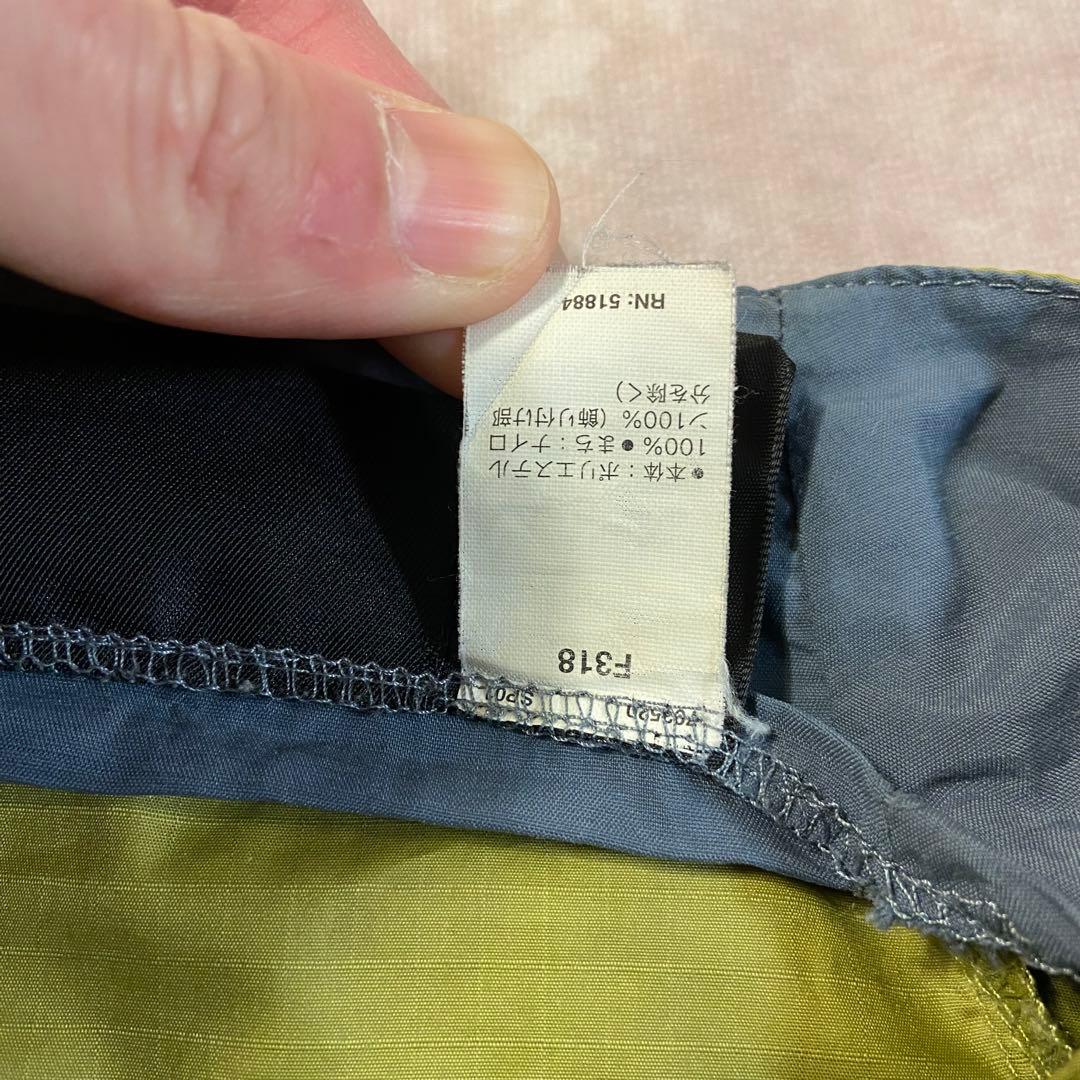 F318
●本体：ポリエステル
100%●まち：ナイロ
ン100%（飾り付け部
分を除く）
RN: 51884